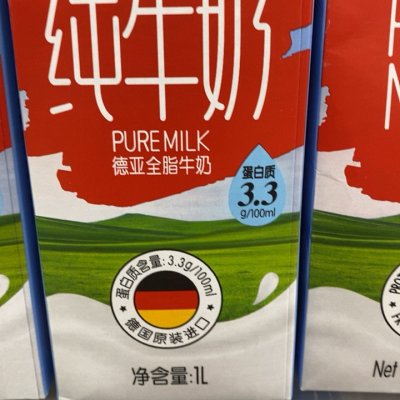 纯牛奶
PURE MILK
德亚全脂牛奶
蛋白质
3.3
g/100ml
蛋白质含量:3.3g/100ml
德国原装进口
净含量:1L
Net